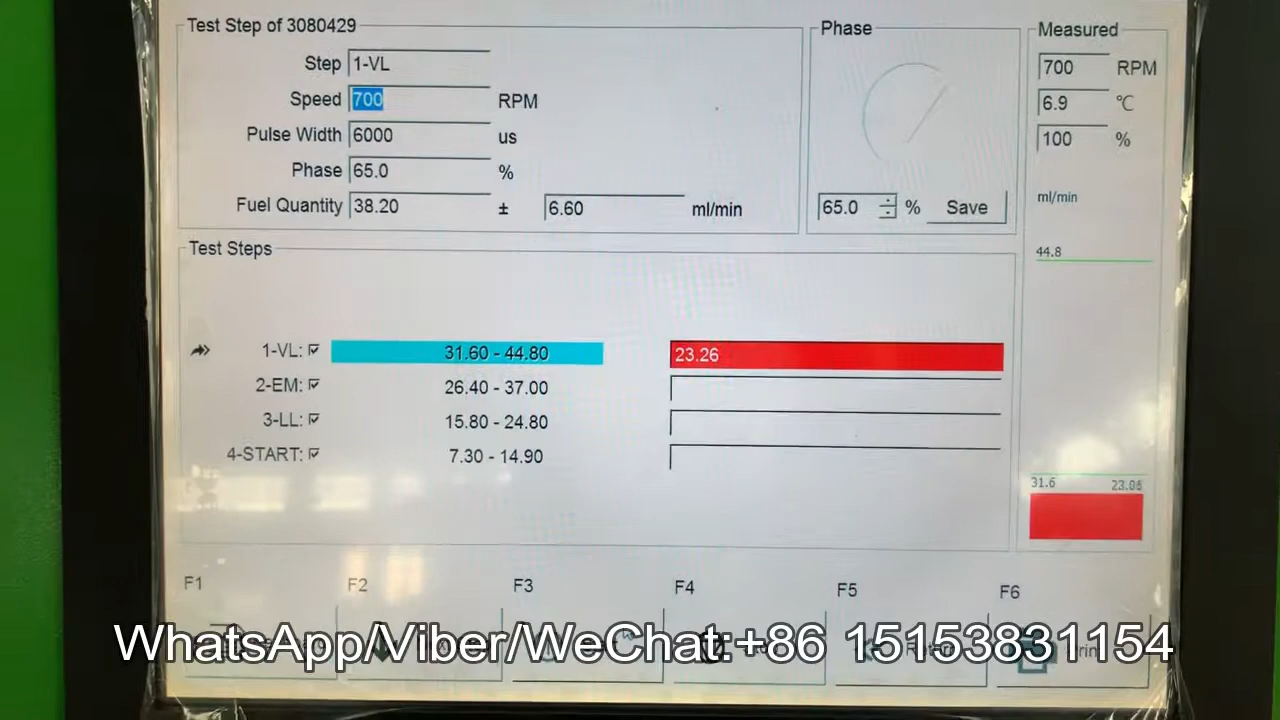 Test Step of 3080429
Step 1-VL
Speed 700 RPM
Pulse Width 6000 us
Phase 65.0 %
Fuel Quantity 38.20 ± 6.60 ml/min
Phase
65.0 % Save
Measured
700 RPM
6.9 ℃
100 %
ml/min
44.8
31.6 23.06
Test Steps
1-VL: 31.60 - 44.80 23.26
2-EM: 26.40 - 37.00
3-LL: 15.80 - 24.80
4-START: 7.30 - 14.90
F1 F2 F3 F4 F5 F6
WhatsApp/Viber/WeChat:+86 15153831154